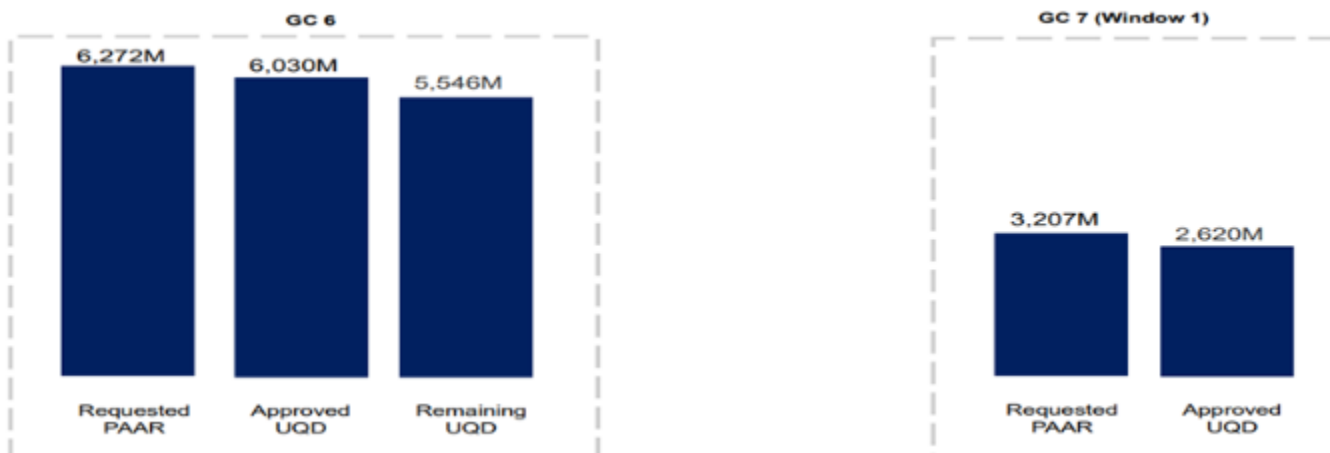 GC 6
6,272M
6,030M
5,546M
Requested
PAAR
Approved
UQD
Remaining
UQD
GC 7 (Window 1)
3,207M
2,620M
Requested
PAAR
Approved
UQD